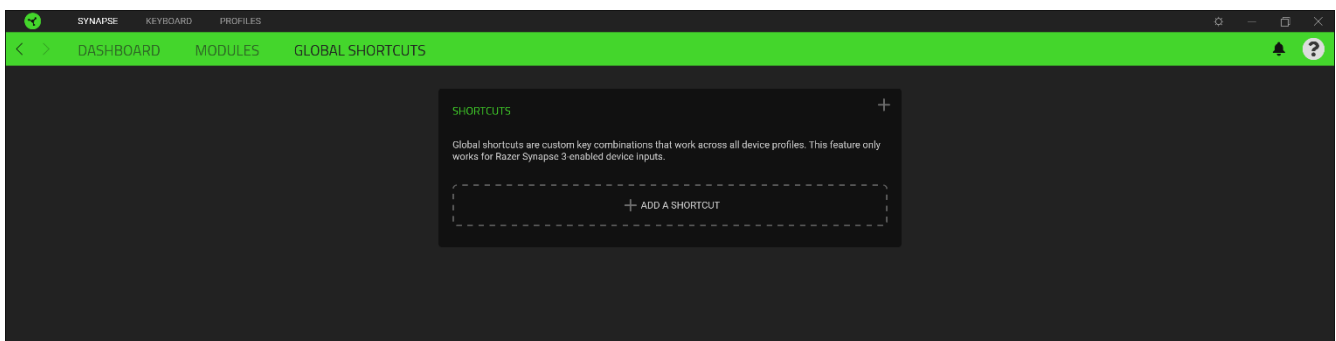 SYNAPSE KEYBOARD PROFILES
DASHBOARD MODULES GLOBAL SHORTCUTS
?
SHORTCUTS
Global shortcuts are custom key combinations that work across all device profiles. This feature only
works for Razer Synapse 3-enabled device inputs.
+ ADD A SHORTCUT